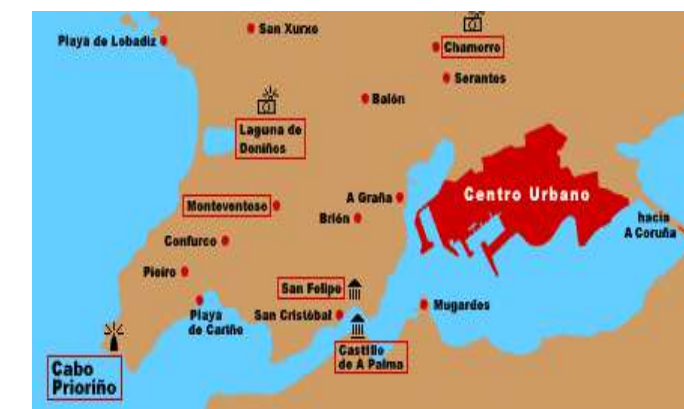 San Xurxo
Playa de Lobadiz
Chamorro
Serantes
Balón
Laguna de
Doniños
A Graña
Centro Urbano
Monteventoso
Brión
hacia
A Coruña
Confurco
Pieiro
San Felipe
Mugardos
Playa
de Cariño
San Cristóbal
Castillo
de A Palma
Cabo
Prioriño